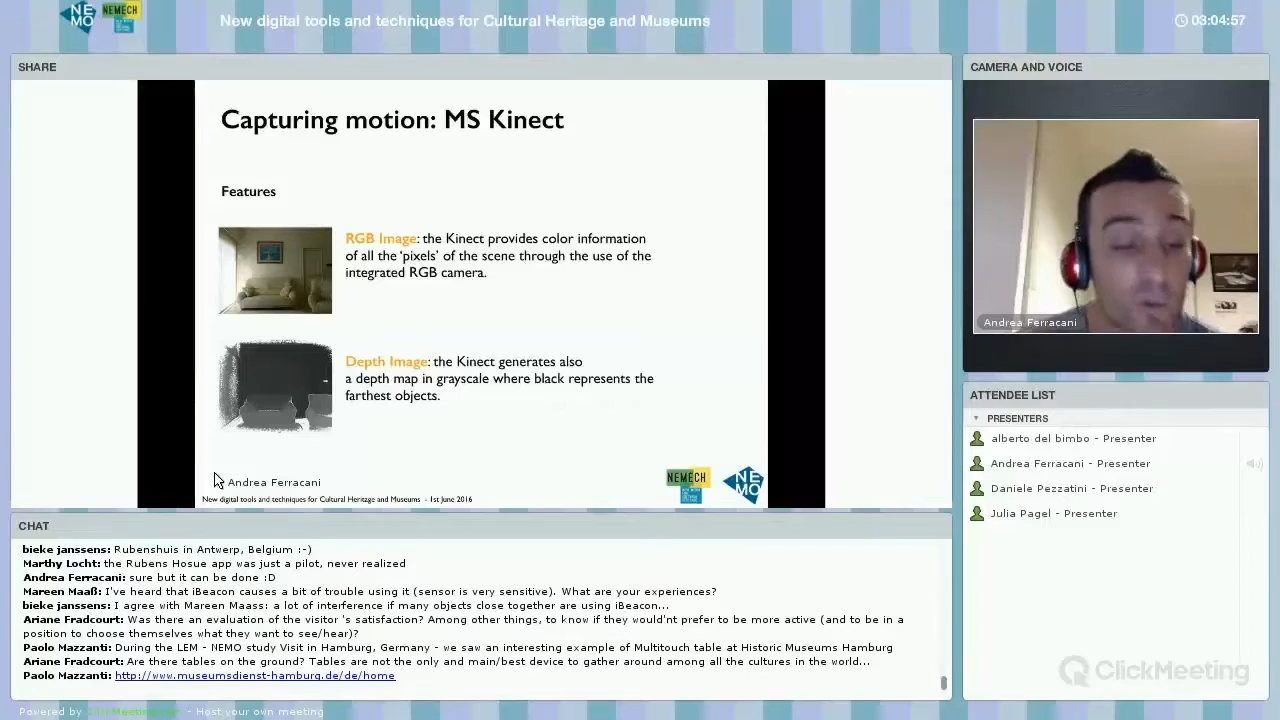 NE
MO
NEMECH
New digital tools and techniques for Cultural Heritage and Museums
03:04:57
SHARE
Capturing motion: MS Kinect
Features
RGB Image: the Kinect provides color information
of all the 'pixels' of the scene through the use of the
integrated RGB camera.
Depth Image: the Kinect generates also
a depth map in grayscale where black represents the
farthest objects.
Andrea Ferracani
New digital tools and techniques for Cultural Heritage and Museums - 1st June 2016
NEMECH
NE
MO
CAMERA AND VOICE
Andrea Ferracani
ATTENDEE LIST
PRESENTERS
alberto del bimbo - Presenter
Andrea Ferracani - Presenter
Daniele Pezzatini - Presenter
Julia Pagel - Presenter
CHAT
bieke janssens: Rubenshuis in Antwerp, Belgium :-)
Marthy Locht: the Rubens Hosue app was just a pilot, never realized
Andrea Ferracani: sure but it can be done :D
Mareen Maaß: I've heard that iBeacon causes a bit of trouble using it (sensor is very sensitive). What are your experiences?
bieke janssens: I agree with Mareen Maass: a lot of interference if many objects close together are using iBeacon...
Ariane Fradcourt: Was there an evaluation of the visitor 's satisfaction? Among other things, to know if they would'nt prefer to be more active (and to be in a
position to choose themselves what they want to see/hear)?
Paolo Mazzanti: During the LEM - NEMO study Visit in Hamburg, Germany - we saw an interesting example of Multitouch table at Historic Museums Hamburg
Ariane Fradcourt: Are there tables on the ground? Tables are not the only and main/best device to gather around among all the cultures in the world...
Paolo Mazzanti: http://www.museumsdienst-hamburg.de/de/home
ClickMeeting
Powered by - Host your own meeting